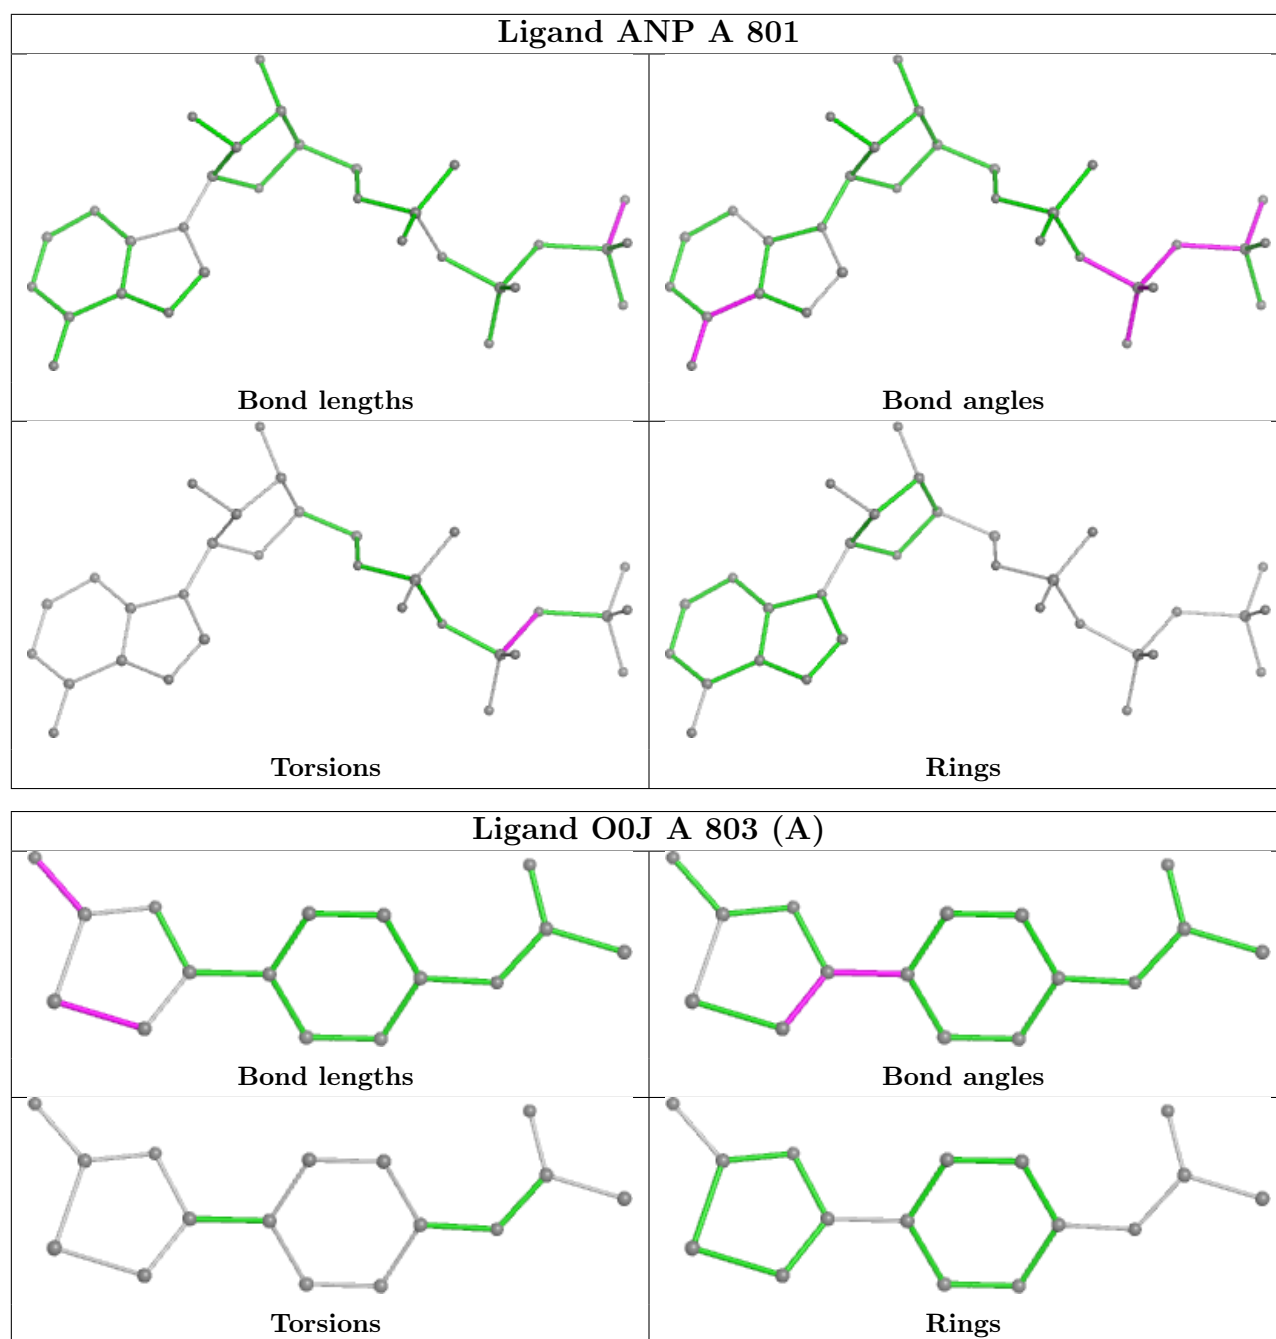 Ligand ANP A 801
Bond lengths
Bond angles
Torsions
Rings
Ligand O0J A 803 (A)
Bond lengths
Bond angles
Torsions
Rings